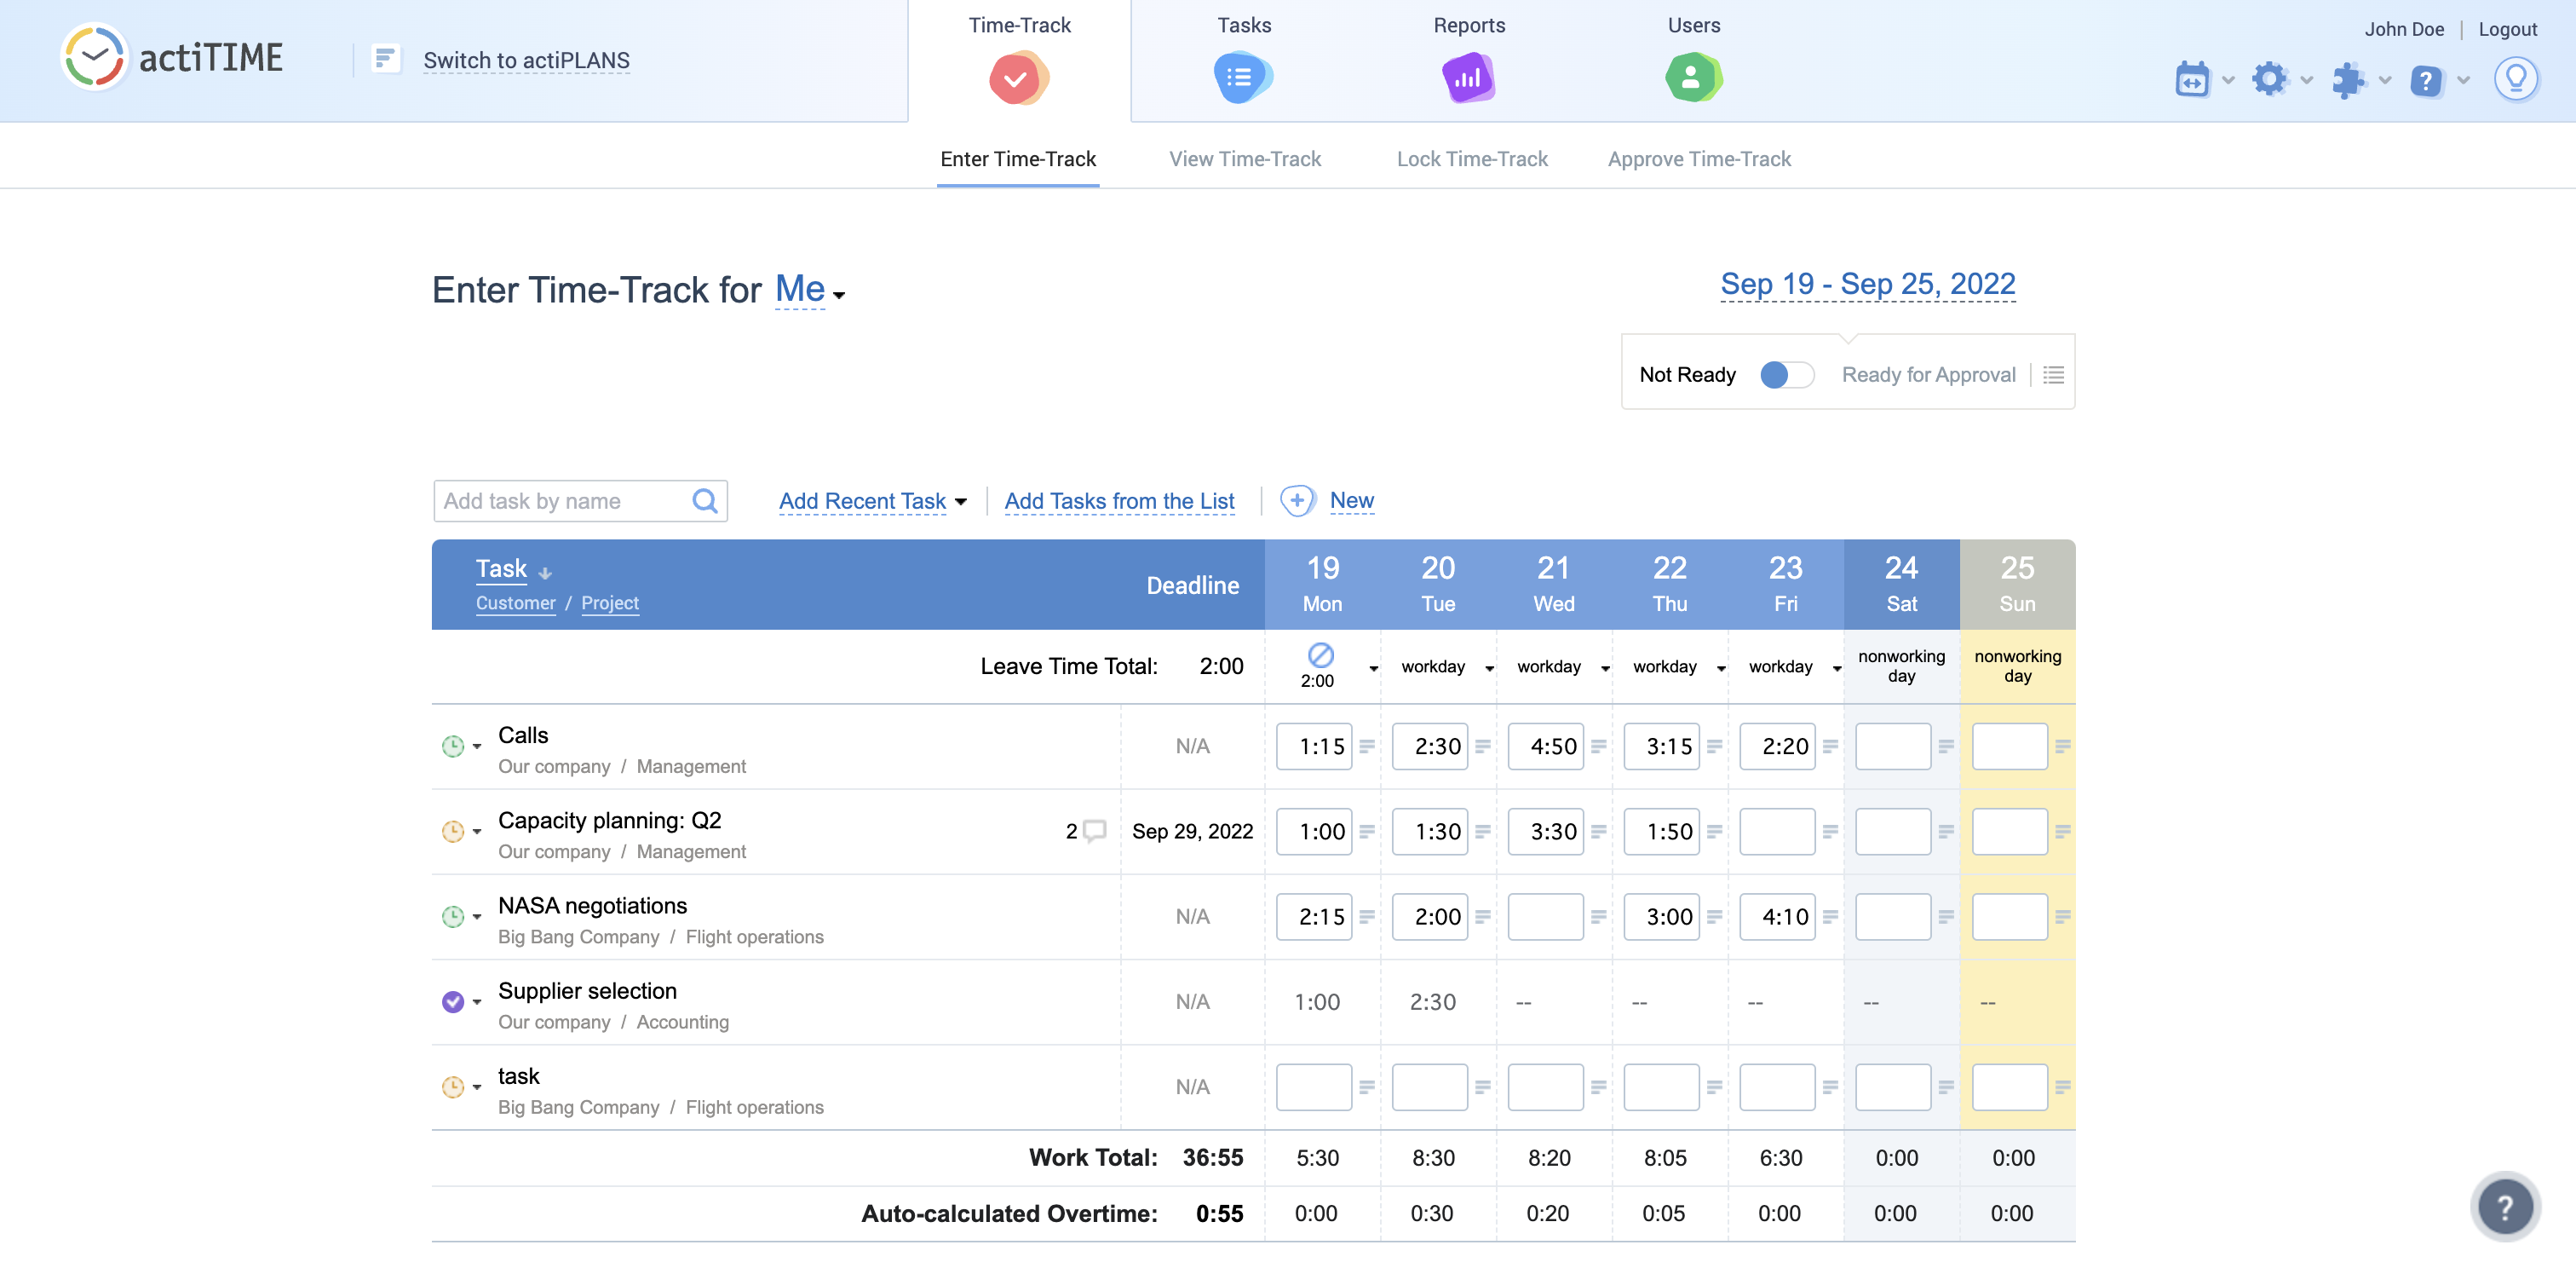 actiTIME
Switch to actiPLANS
Time-Track
Tasks
Reports
Users
John Doe
Logout
Enter Time-Track
View Time-Track
Lock Time-Track
Approve Time-Track
Enter Time-Track for Me
Sep 19 - Sep 25, 2022
Not Ready
Ready for Approval
Add task by name
Add Recent Task
Add Tasks from the List
New
Task
Customer / Project
Deadline
19 Mon
20 Tue
21 Wed
22 Thu
23 Fri
24 Sat
25 Sun
Leave Time Total: 2:00
2:00
workday
workday
workday
workday
nonworking day
nonworking day
Calls
Our company / Management
N/A 1:15 2:30 4:50 3:15 2:20
Capacity planning: Q2
Our company / Management
2 Sep 29, 2022 1:00 1:30 3:30 1:50
NASA negotiations
Big Bang Company / Flight operations
N/A 2:15 2:00 3:00 4:10
Supplier selection
Our company / Accounting
N/A 1:00 2:30 -- -- -- -- --
task
Big Bang Company / Flight operations
N/A
Work Total: 36:55 5:30 8:30 8:20 8:05 6:30 0:00 0:00
Auto-calculated Overtime: 0:55 0:00 0:30 0:20 0:05 0:00 0:00 0:00
?